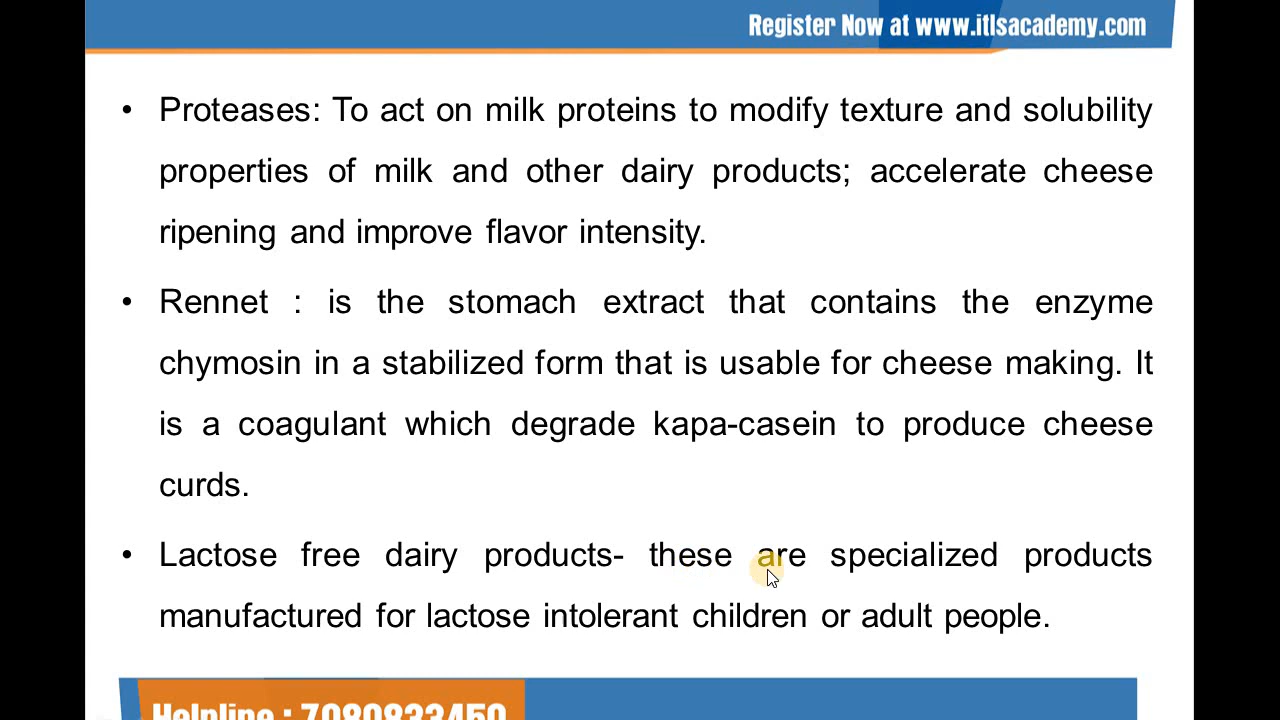 Register Now at www.itlsacademy.com
• Proteases: To act on milk proteins to modify texture and solubility
properties of milk and other dairy products; accelerate cheese
ripening and improve flavor intensity.
• Rennet : is the stomach extract that contains the enzyme
chymosin in a stabilized form that is usable for cheese making. It
is a coagulant which degrade kapa-casein to produce cheese
curds.
• Lactose free dairy products- these are specialized products
manufactured for lactose intolerant children or adult people.
Helpline : 7080833450